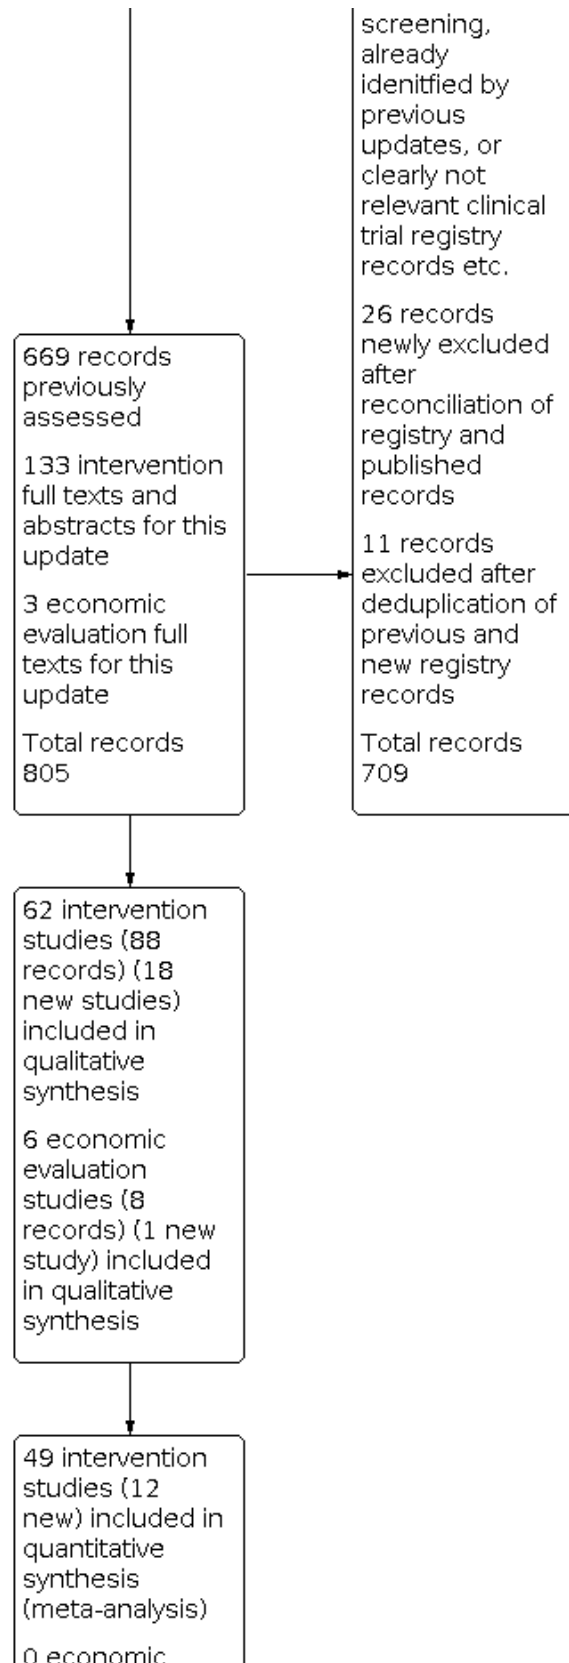 screening,
already
idenitfied by
previous
updates, or
clearly not
relevant clinical
trial registry
records etc.
26 records
newly excluded
after
reconciliation of
registry and
published
records
11 records
excluded after
deduplication of
previous and
new registry
records
Total records
709
669 records
previously
assessed
133 intervention
full texts and
abstracts for this
update
3 economic
evaluation full
texts for this
update
Total records
805
62 intervention
studies (88
records) (18
new studies)
included in
qualitative
synthesis
6 economic
evaluation
studies (8
records) (1 new
study) included
in qualitative
synthesis
49 intervention
studies (12
new) included in
quantitative
synthesis
(meta-analysis)
0 economic